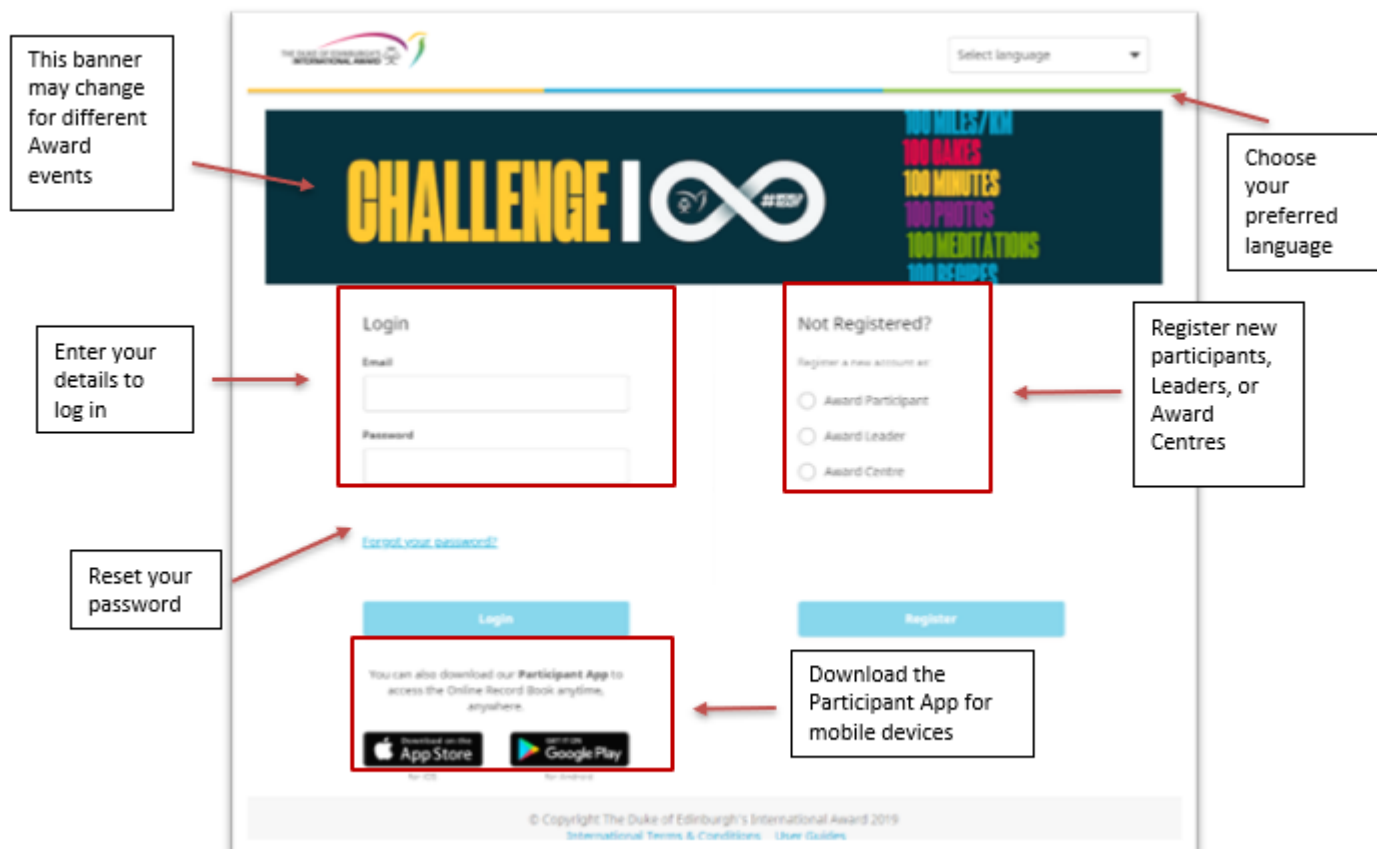 This banner
may change
for different
Award
events
THE DUKE OF EDINBURGH'S
INTERNATIONAL AWARD
Select language
Choose
your
preferred
language
CHALLENGE 100
100 MILES/KM
100 CAKES
100 MINUTES
100 PHOTOS
100 MEDITATIONS
100 RECIPES
Enter your
details to
log in
Login
Email
Password
Not Registered?
Register a new account as:
Award Participant
Award Leader
Award Centre
Register new
participants,
Leaders, or
Award
Centres
Reset your
password
Forgot your password?
Login
Register
You can also download our Participant App to
access the Online Record Book anytime,
anywhere.
Download on the
App Store
for iOS
GET IT ON
Google Play
for Android
Download the
Participant App for
mobile devices
© Copyright The Duke of Edinburgh's International Award 2019
International Terms & Conditions User Guides